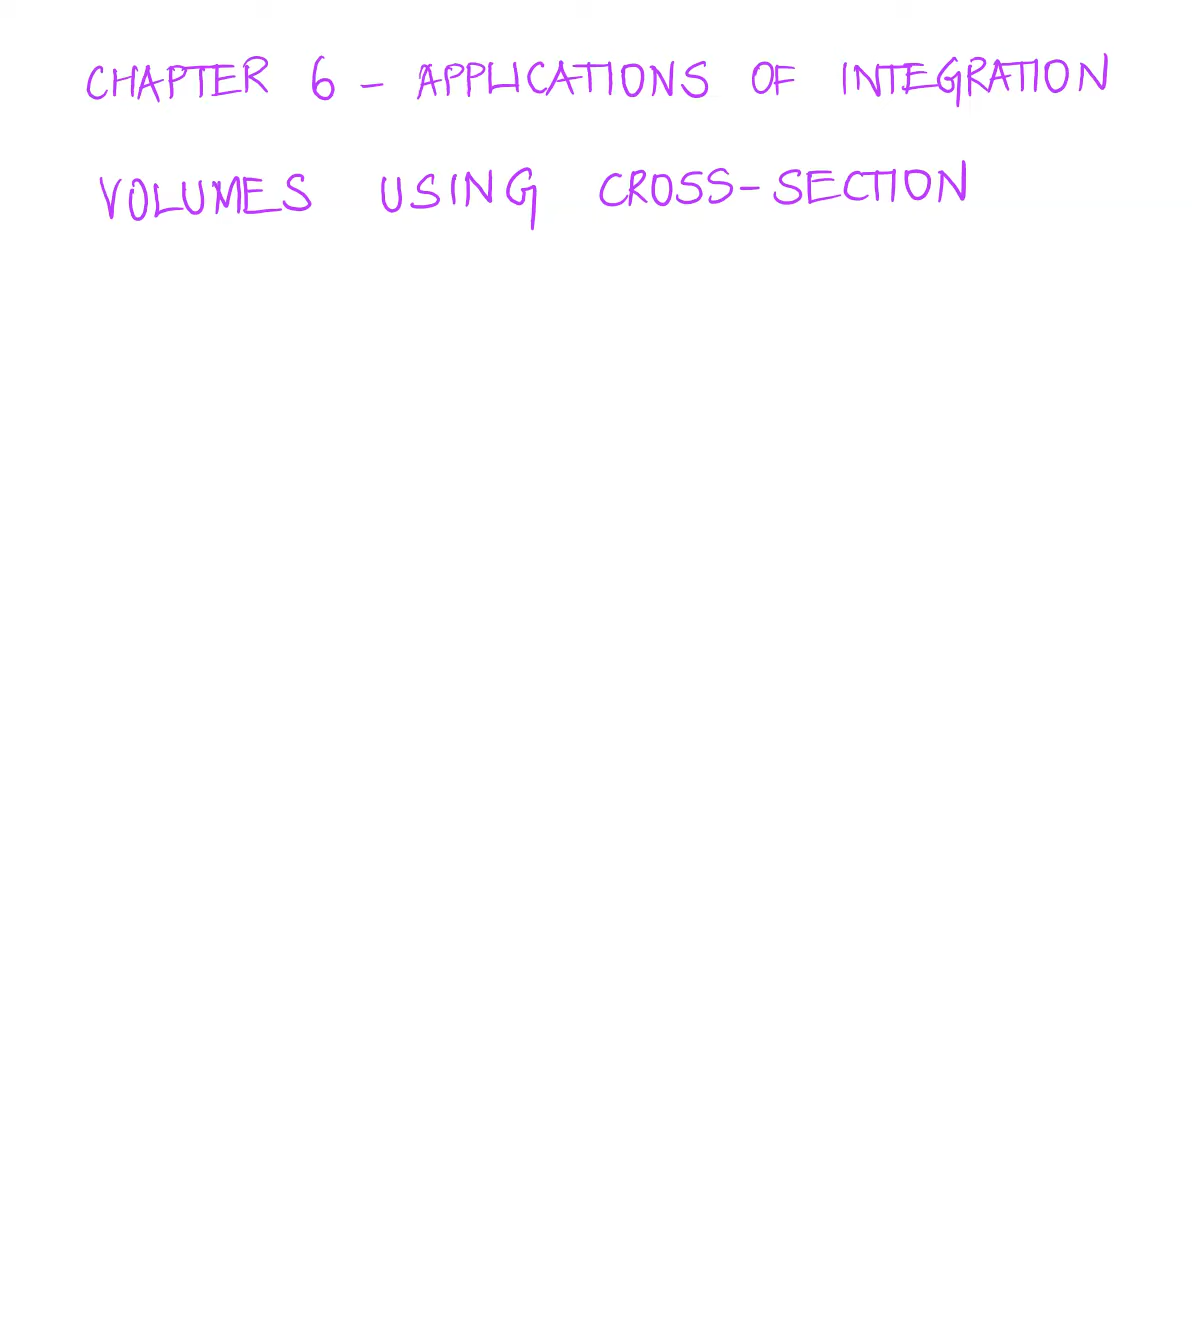 CHAPTER 6 - APPLICATIONS OF INTEGRATION
VOLUMES USING CROSS-SECTION